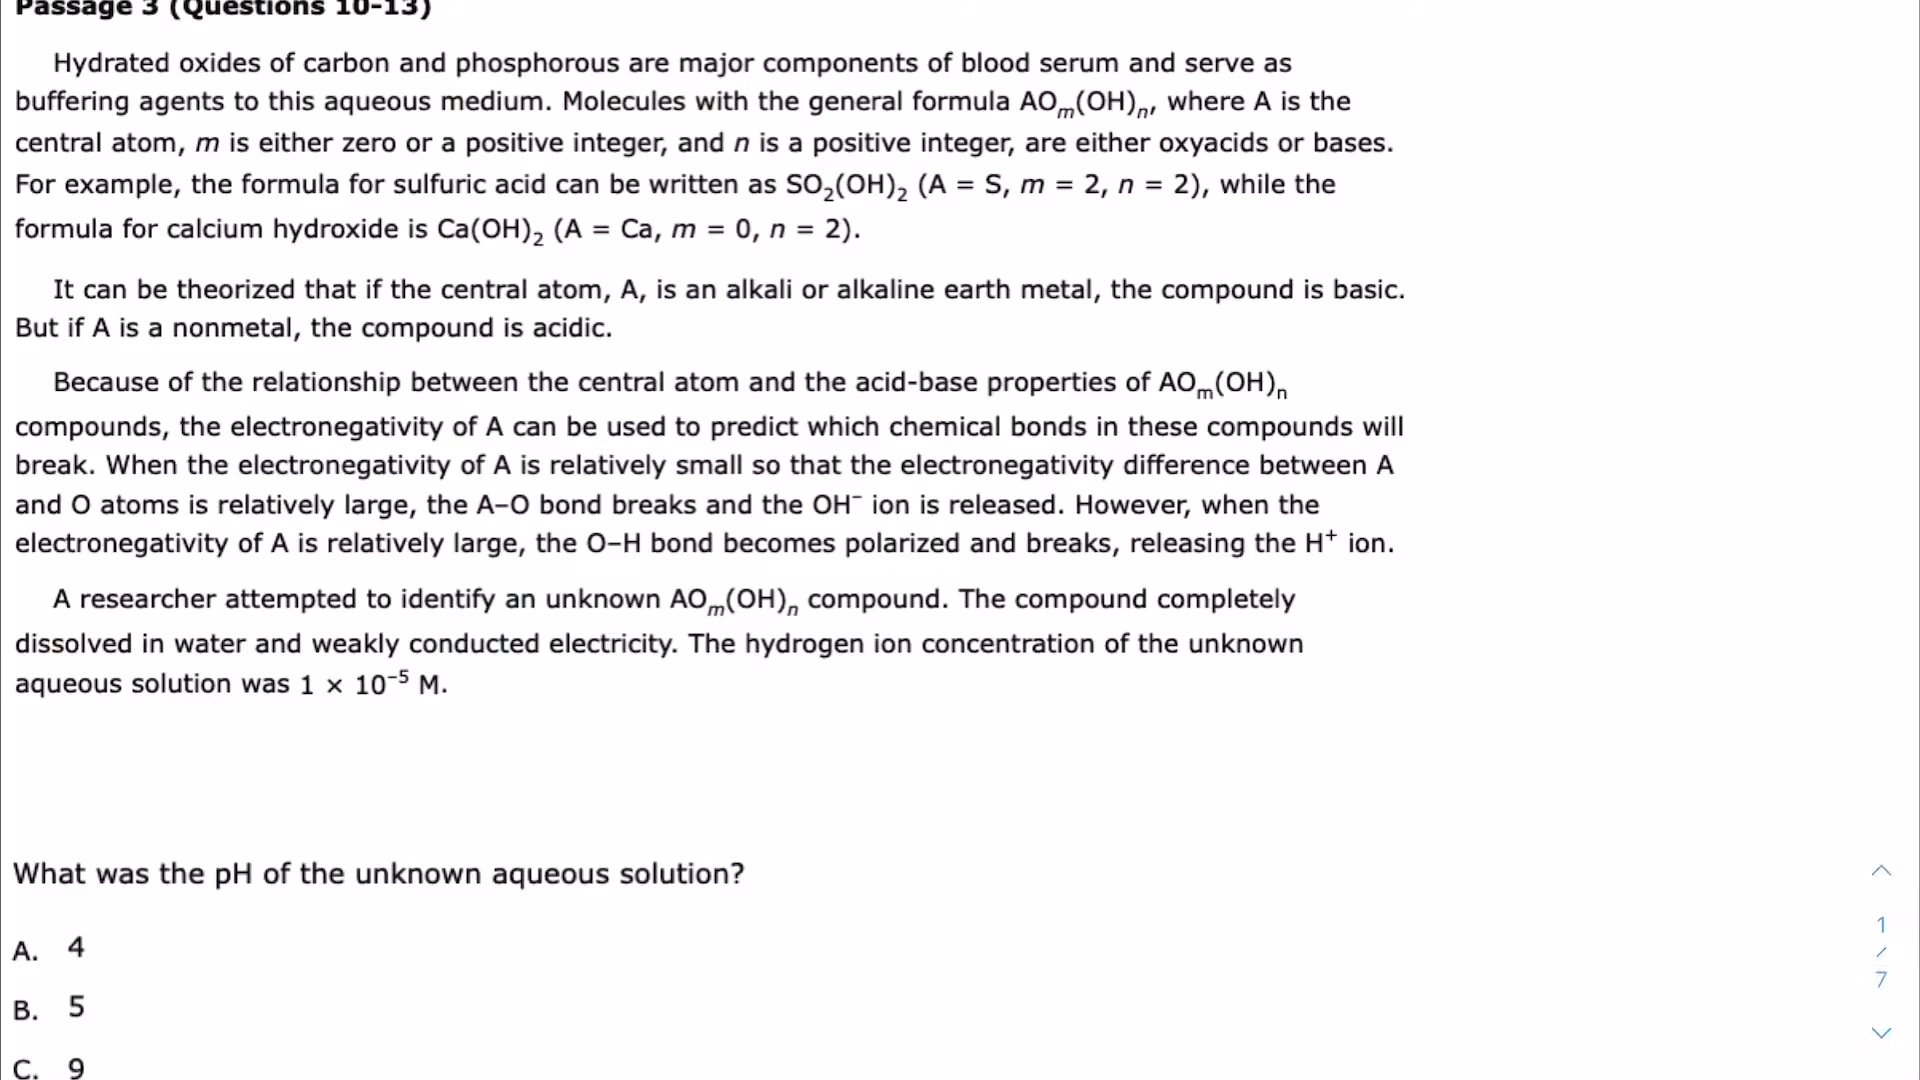 Passage 3 (Questions 10-13)
Hydrated oxides of carbon and phosphorous are major components of blood serum and serve as
buffering agents to this aqueous medium. Molecules with the general formula AOₘ(OH)ₙ, where A is the
central atom, m is either zero or a positive integer, and n is a positive integer, are either oxyacids or bases.
For example, the formula for sulfuric acid can be written as SO₂(OH)₂ (A = S, m = 2, n = 2), while the
formula for calcium hydroxide is Ca(OH)₂ (A = Ca, m = 0, n = 2).
It can be theorized that if the central atom, A, is an alkali or alkaline earth metal, the compound is basic.
But if A is a nonmetal, the compound is acidic.
Because of the relationship between the central atom and the acid-base properties of AOₘ(OH)ₙ
compounds, the electronegativity of A can be used to predict which chemical bonds in these compounds will
break. When the electronegativity of A is relatively small so that the electronegativity difference between A
and O atoms is relatively large, the A–O bond breaks and the OH⁻ ion is released. However, when the
electronegativity of A is relatively large, the O–H bond becomes polarized and breaks, releasing the H⁺ ion.
A researcher attempted to identify an unknown AOₘ(OH)ₙ compound. The compound completely
dissolved in water and weakly conducted electricity. The hydrogen ion concentration of the unknown
aqueous solution was 1 × 10⁻⁵ M.
What was the pH of the unknown aqueous solution?
A. 4
B. 5
C. 9
1
/
7